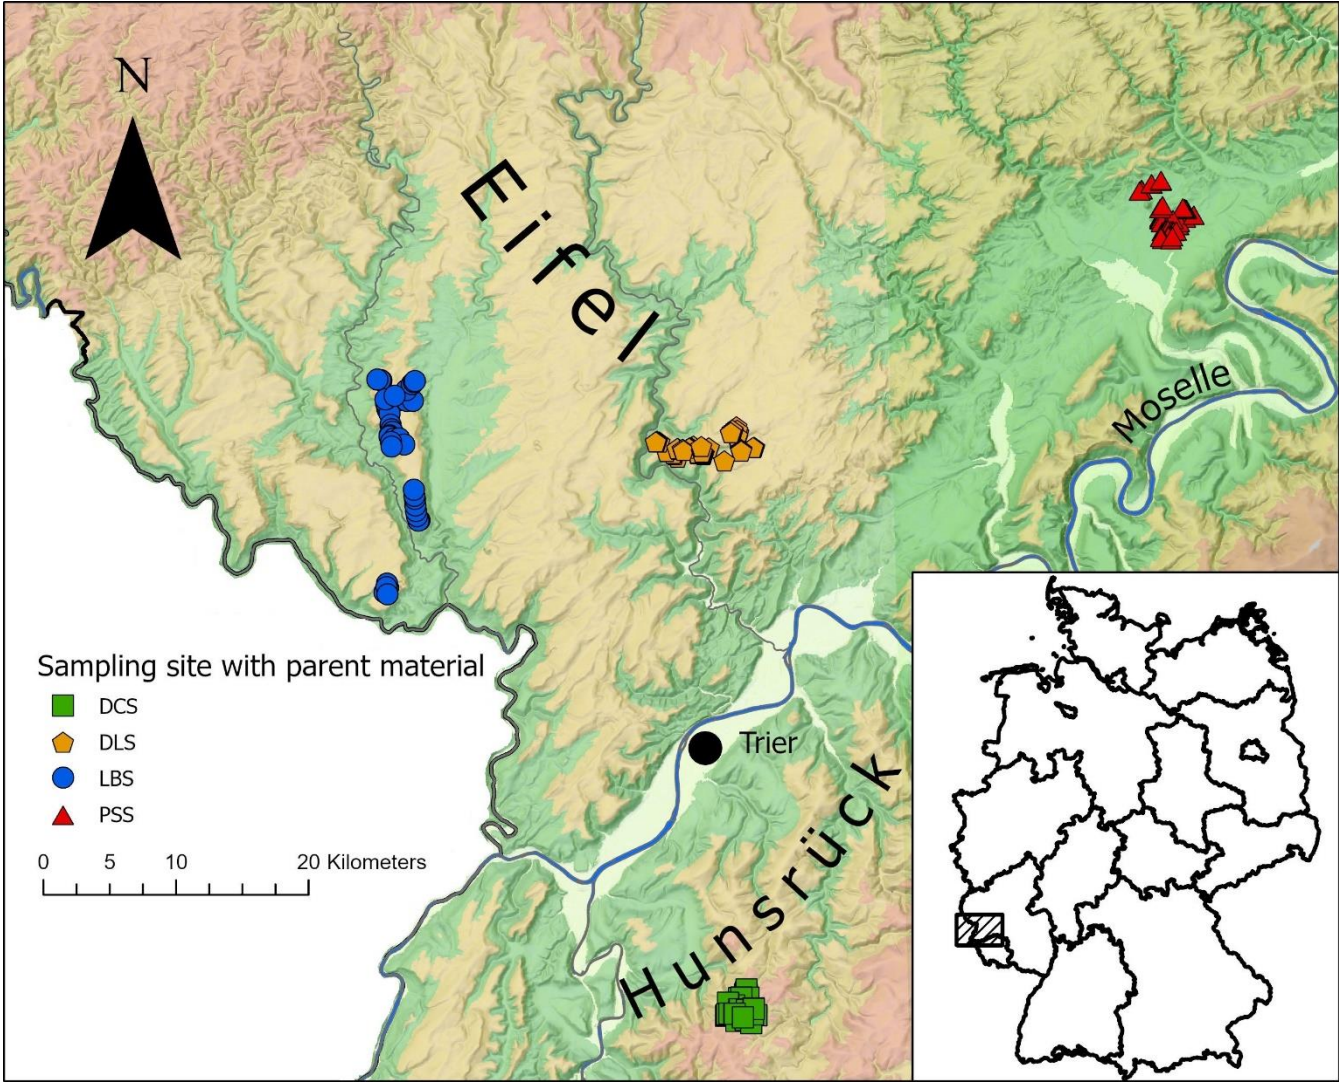 N
Eifel
Moselle
Sampling site with parent material
DCS
DLS
LBS
PSS
Trier
0 5 10 20 Kilometers
Hunsrück